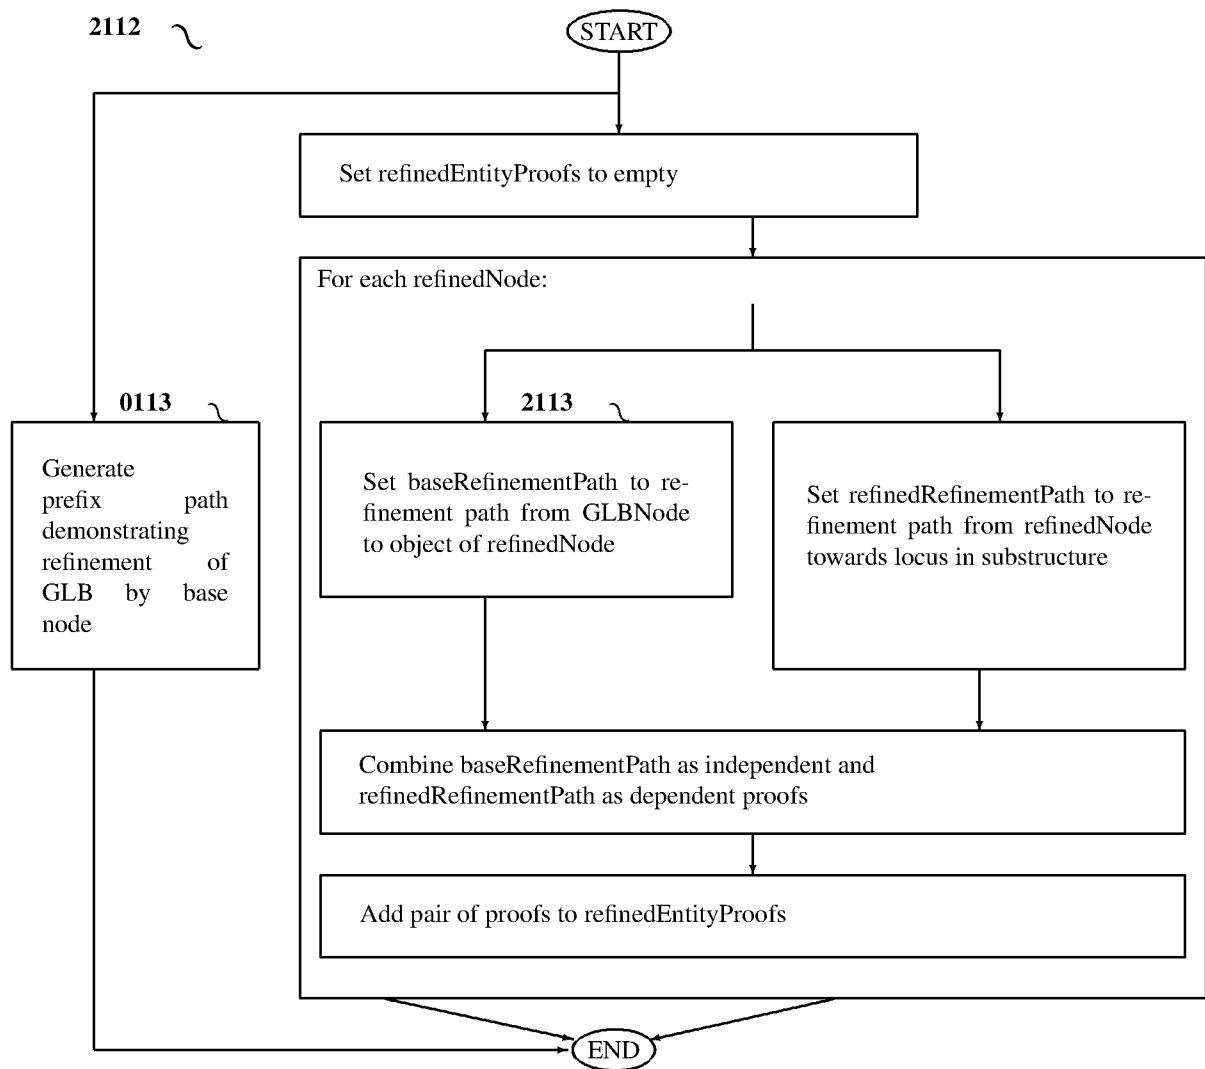 2112
START
Set refinedEntityProofs to empty
For each refinedNode:
0113
Generate
prefix path
demonstrating
refinement of
GLB by base
node
2113
Set baseRefinementPath to re-
finement path from GLBNode
to object of refinedNode
Set refinedRefinementPath to re-
finement path from refinedNode
towards locus in substructure
Combine baseRefinementPath as independent and
refinedRefinementPath as dependent proofs
Add pair of proofs to refinedEntityProofs
END